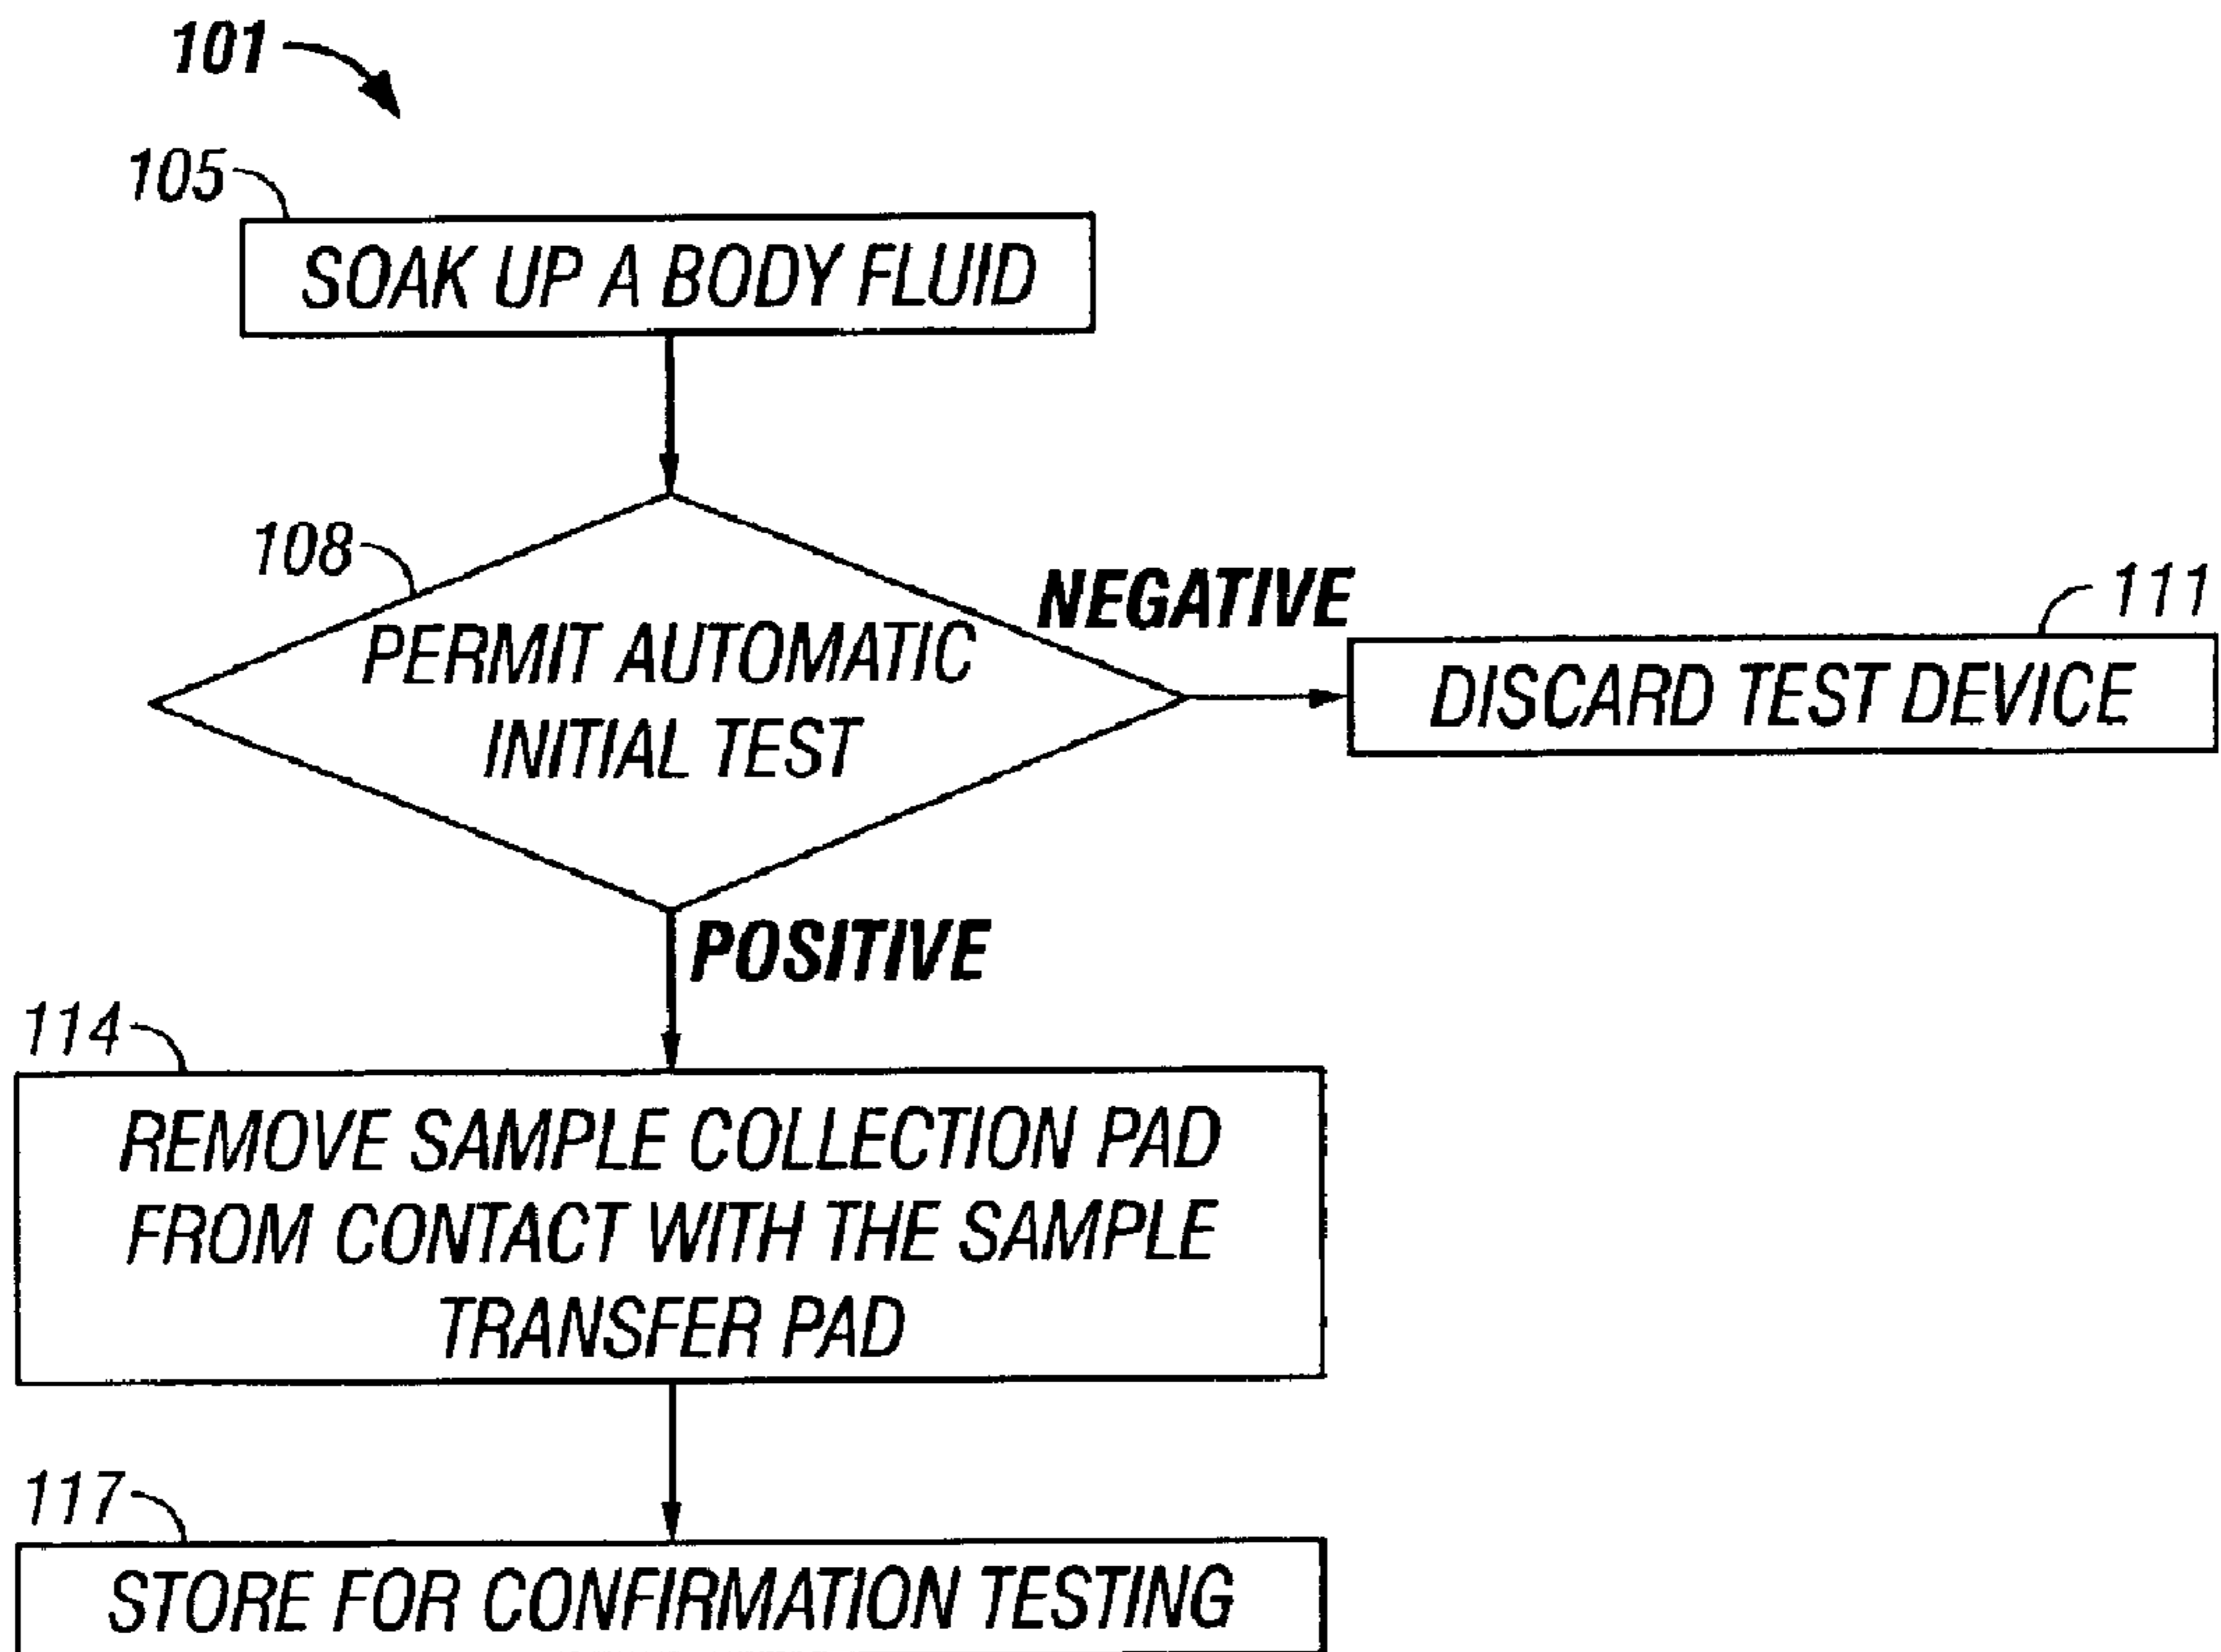 101
105
SOAK UP A BODY FLUID
108
PERMIT AUTOMATIC
INITIAL TEST
NEGATIVE
111
DISCARD TEST DEVICE
POSITIVE
114
REMOVE SAMPLE COLLECTION PAD
FROM CONTACT WITH THE SAMPLE
TRANSFER PAD
117
STORE FOR CONFIRMATION TESTING